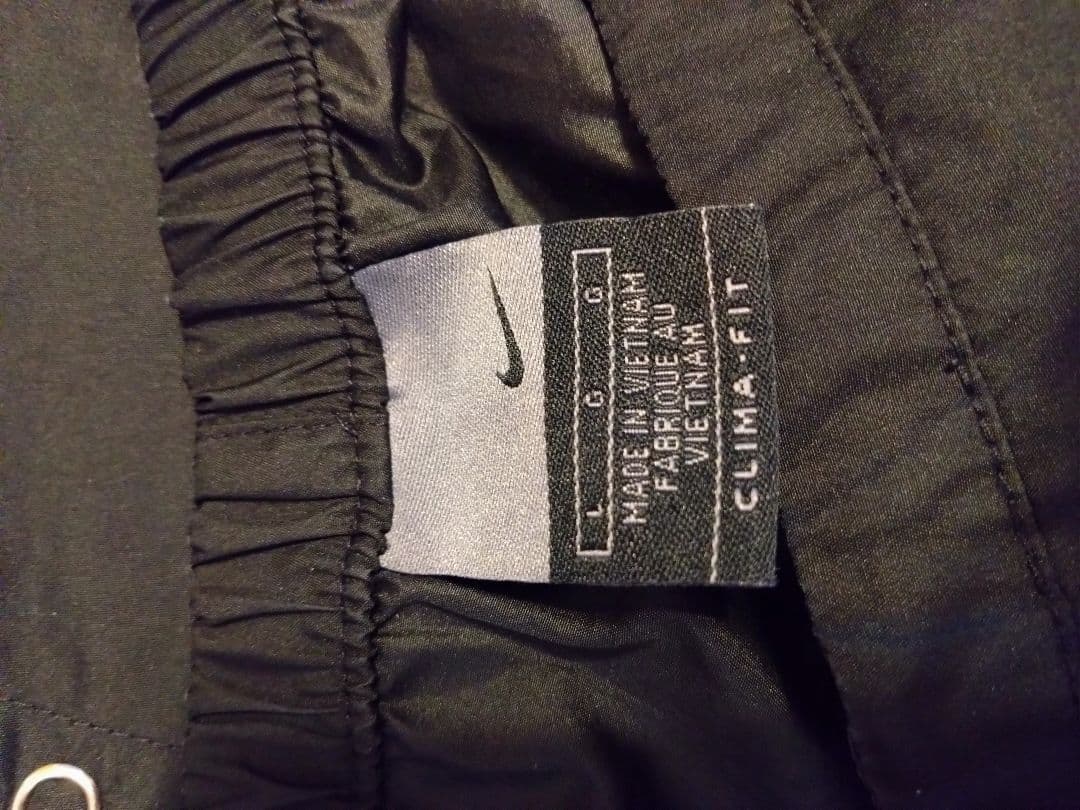 L G G
MADE IN VIETNAM
FABRIQUE AU
VIETNAM
CLIMA-FIT